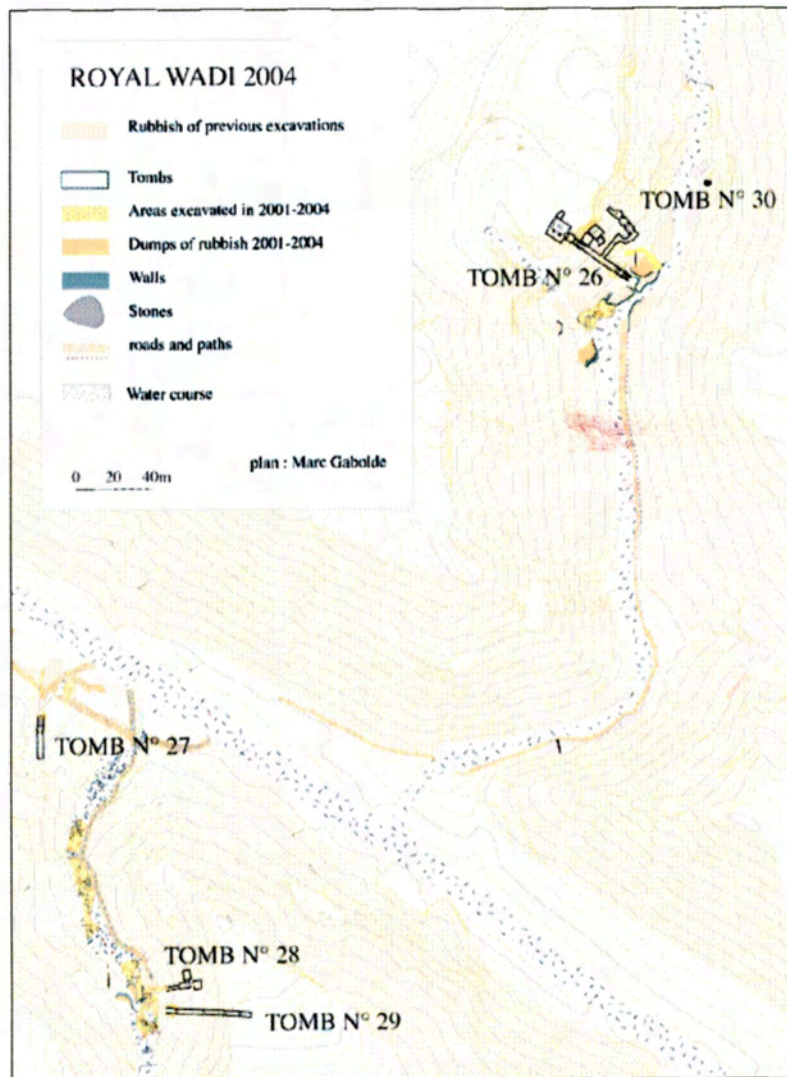 ROYAL WADI 2004
Rubbish of previous excavations
Tombs
Areas excavated in 2001-2004
Dumps of rubbish 2001-2004
Walls
Stones
roads and paths
Water course
plan : Marc Gabolde
0 20 40m
TOMB N° 30
TOMB N° 26
TOMB N° 27
TOMB N° 28
TOMB N° 29